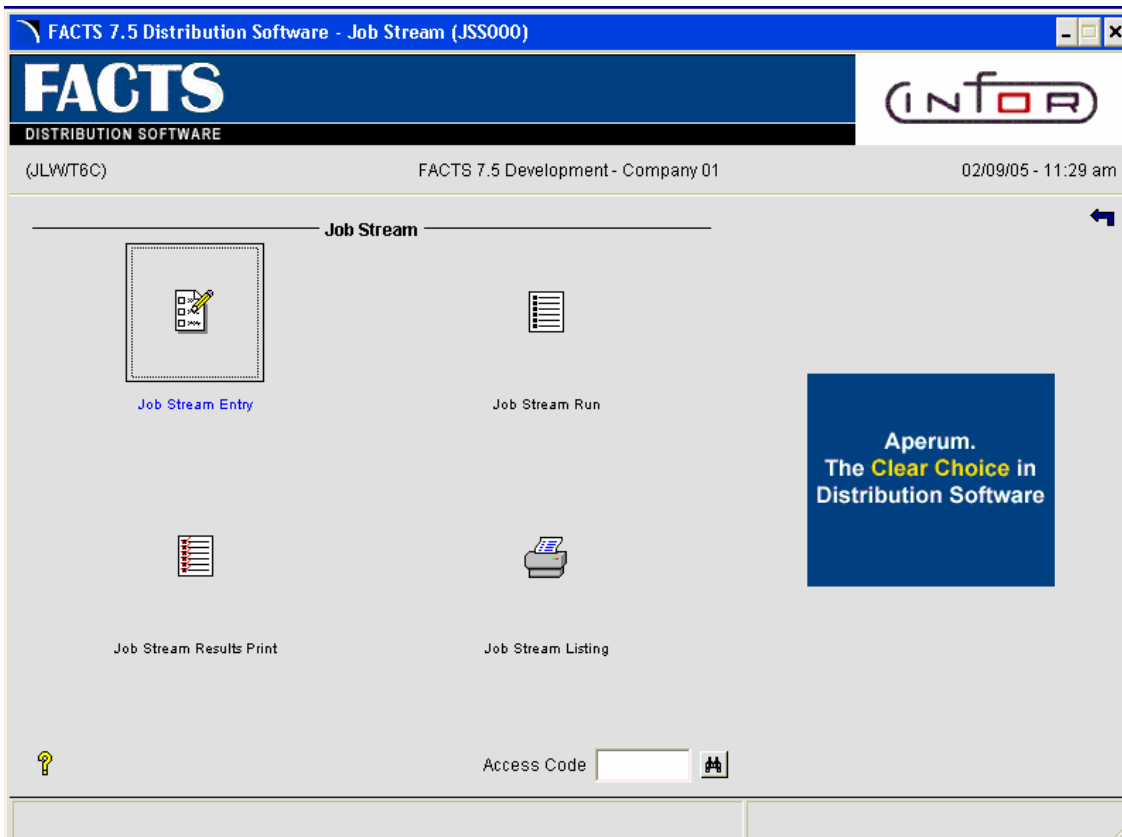 FACTS 7.5 Distribution Software - Job Stream (JSS000)
FACTS
DISTRIBUTION SOFTWARE
infor
(JLW/T6C)
FACTS 7.5 Development - Company 01
02/09/05 - 11:29 am
Job Stream
Job Stream Entry
Job Stream Run
Aperum.
The Clear Choice in
Distribution Software
Job Stream Results Print
Job Stream Listing
Access Code